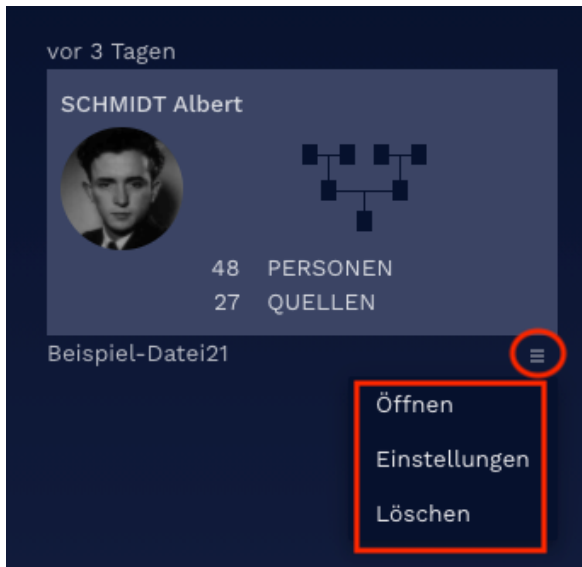 vor 3 Tagen
SCHMIDT Albert
48 PERSONEN
27 QUELLEN
Beispiel-Datei21
Öffnen
Einstellungen
Löschen